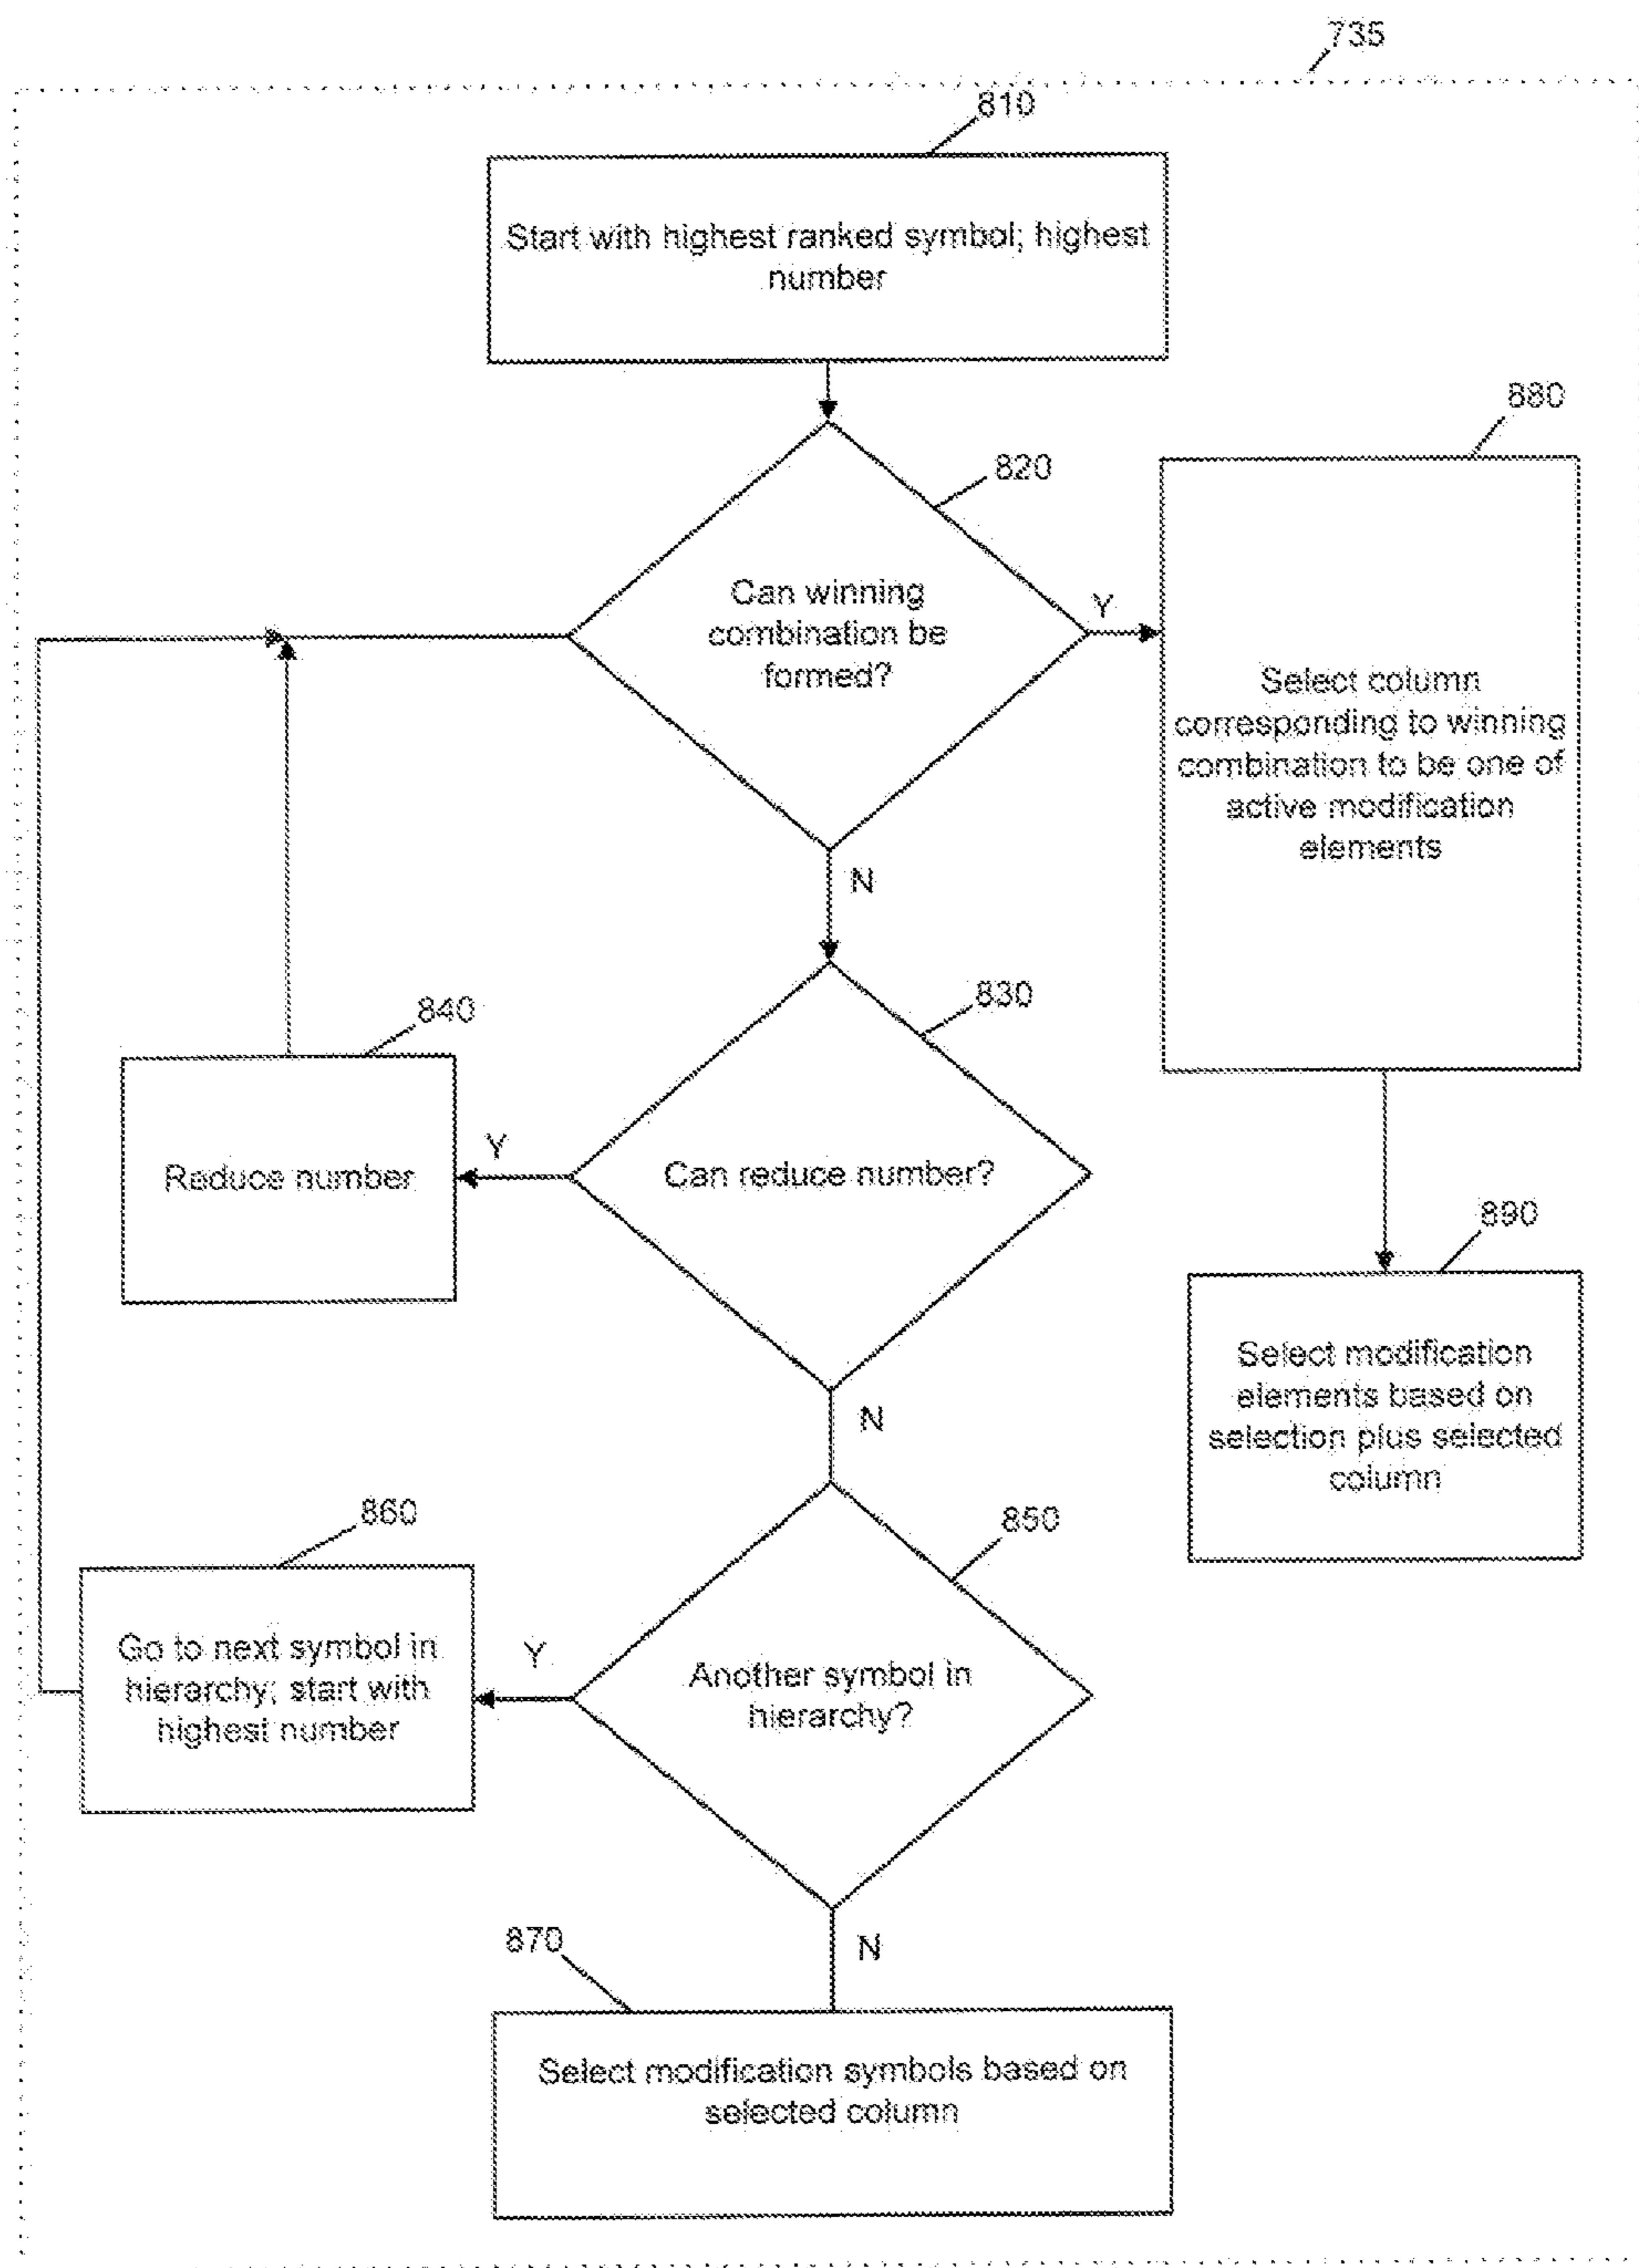 735
810
Start with highest ranked symbol; highest
number
880
820
Can winning
combination be
formed?
Y
Select column
corresponding to winning
combination to be one of
active modification
elements
N
830
840
Y
Can reduce number?
Reduce number
890
N
Select modification
elements based on
selection plus selected
column
860
850
Y
Go to next symbol in
hierarchy; start with
highest number
Another symbol in
hierarchy?
870
N
Select modification symbols based on
selected column